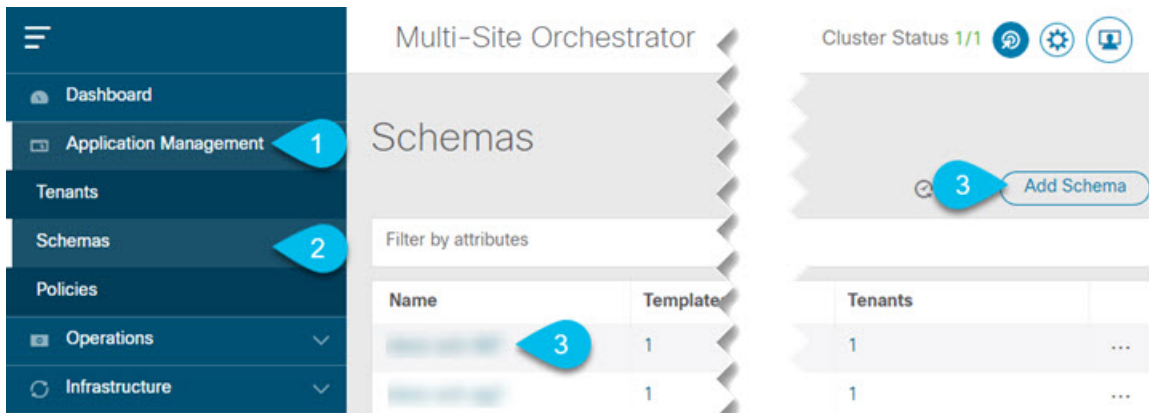 Multi-Site Orchestrator
Cluster Status 1/1
Dashboard
Application Management
1
Tenants
Schemas
2
Policies
Operations
Infrastructure
Schemas
3
Add Schema
Filter by attributes
Name Templates Tenants
3 1 1 ...
1 1 ...